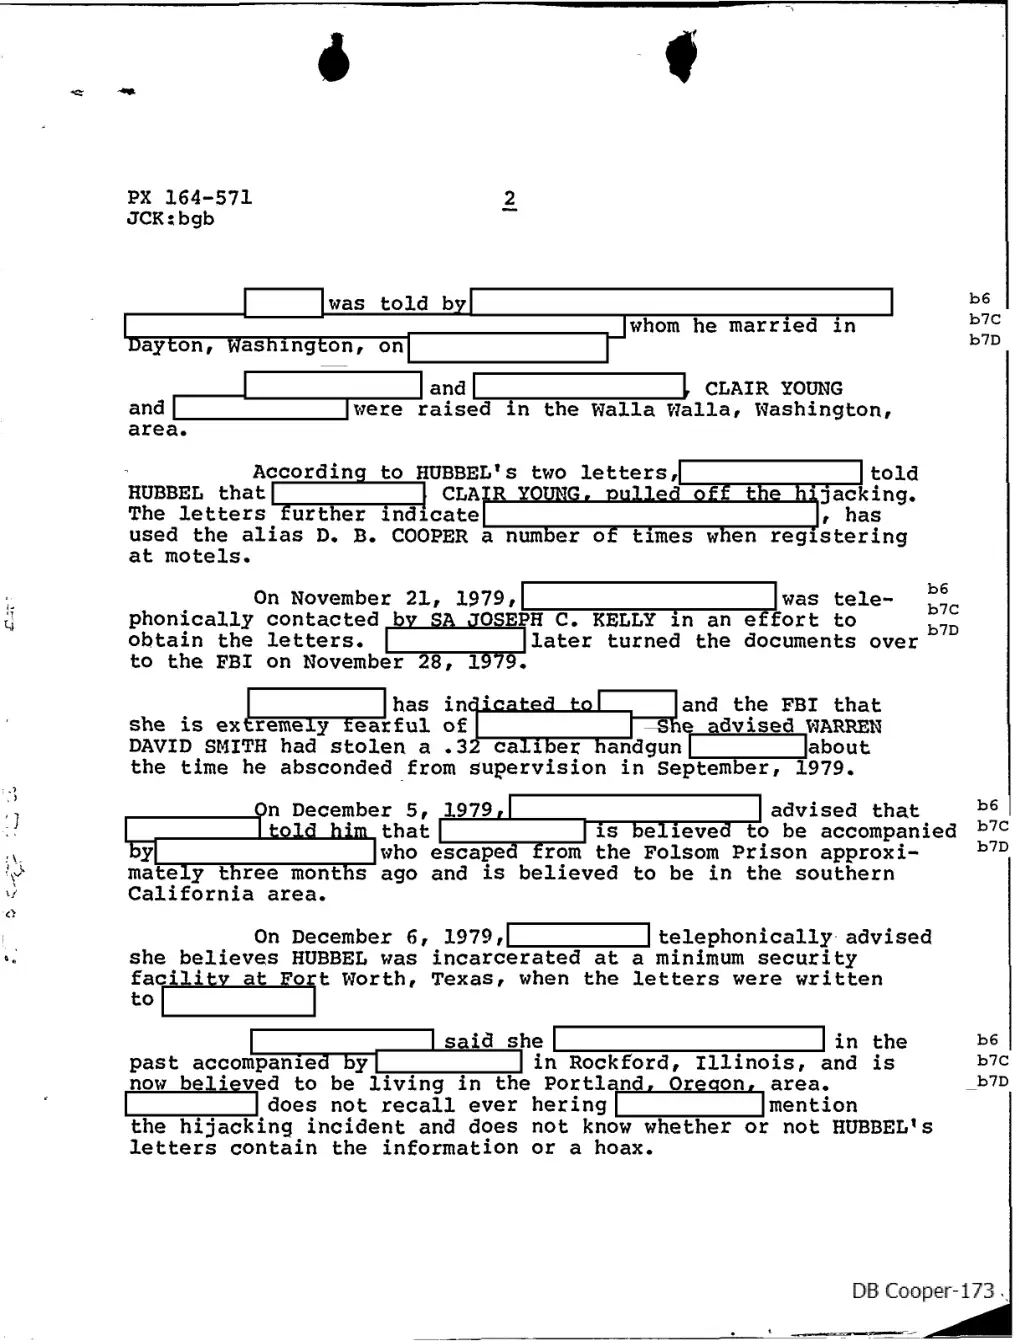 PX 164-571 2
JCK:bgb
was told by b6
whom he married in b7C
Dayton, Washington, on b7D
and , CLAIR YOUNG
and were raised in the Walla Walla, Washington,
area.
According to HUBBEL's two letters, told
HUBBEL that CLAIR YOUNG, pulled off the hijacking.
The letters further indicate , has
used the alias D. B. COOPER a number of times when registering
at motels.
On November 21, 1979, was tele- b6
phonically contacted by SA JOSEPH C. KELLY in an effort to b7C
obtain the letters. later turned the documents over b7D
to the FBI on November 28, 1979.
has indicated to and the FBI that
she is extremely fearful of She advised WARREN
DAVID SMITH had stolen a .32 caliber handgun about
the time he absconded from supervision in September, 1979.
On December 5, 1979, advised that b6
told him that is believed to be accompanied b7C
by who escaped from the Folsom Prison approxi- b7D
mately three months ago and is believed to be in the southern
California area.
On December 6, 1979, telephonically advised
she believes HUBBEL was incarcerated at a minimum security
facility at Fort Worth, Texas, when the letters were written
to
said she in the b6
past accompanied by in Rockford, Illinois, and is b7C
now believed to be living in the Portland, Oregon, area. b7D
does not recall ever hering mention
the hijacking incident and does not know whether or not HUBBEL's
letters contain the information or a hoax.
DB Cooper-173